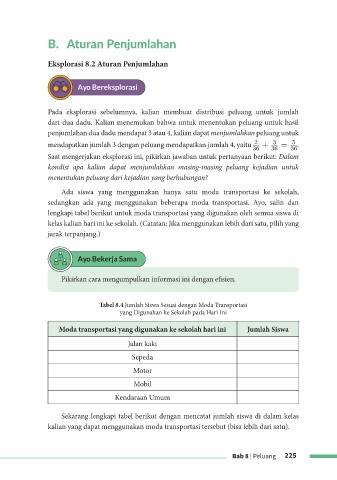 B. Aturan Penjumlahan
Eksplorasi 8.2 Aturan Penjumlahan
Ayo Bereksplorasi
Pada eksplorasi sebelumnya, kalian membuat distribusi peluang untuk jumlah
dari dua dadu. Kalian menemukan bahwa untuk menentukan peluang untuk hasil
penjumlahan dua dadu mendapat 3 atau 4, kalian dapat menjumlahkan peluang untuk
mendapatkan jumlah 3 dengan peluang mendapatkan jumlah 4, yaitu 2/36 + 3/36 = 5/36.
Saat mengerjakan eksplorasi ini, pikirkan jawaban untuk pertanyaan berikut: Dalam
kondisi apa kalian dapat menjumlahkan masing-masing peluang kejadian untuk
menentukan peluang dari kejadian yang berhubungan?
Ada siswa yang menggunakan hanya satu moda transportasi ke sekolah,
sedangkan ada yang menggunakan beberapa moda transportasi. Ayo, salin dan
lengkapi tabel berikut untuk moda transportasi yang digunakan oleh semua siswa di
kelas kalian hari ini ke sekolah. (Catatan: Jika menggunakan lebih dari satu, pilih yang
jarak terpanjang.)
Ayo Bekerja Sama
Pikirkan cara mengumpulkan informasi ini dengan efisien.
Tabel 8.4 Jumlah Siswa Sesuai dengan Moda Transportasi
yang Digunakan ke Sekolah pada Hari Ini
Moda transportasi yang digunakan ke sekolah hari ini Jumlah Siswa
Jalan kaki
Sepeda
Motor
Mobil
Kendaraan Umum
Sekarang lengkapi tabel berikut dengan mencatat jumlah siswa di dalam kelas
kalian yang dapat menggunakan moda transportasi tersebut (bisa lebih dari satu).
Bab 8 | Peluang 225